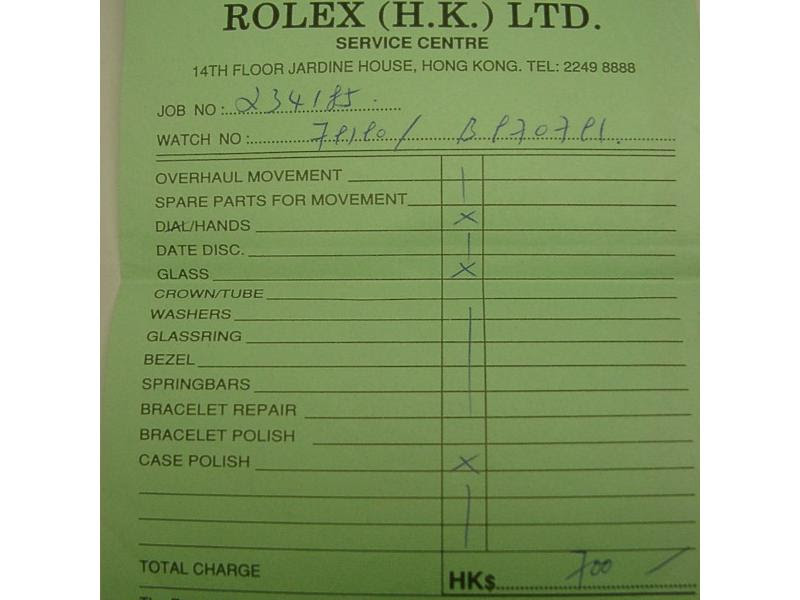 ROLEX (H.K.) LTD.
SERVICE CENTRE
14TH FLOOR JARDINE HOUSE, HONG KONG. TEL: 2249 8888
JOB NO : 234185
WATCH NO :
OVERHAUL MOVEMENT
SPARE PARTS FOR MOVEMENT
DIAL/HANDS X
DATE DISC.
GLASS X
CROWN/TUBE
WASHERS
GLASSRING
BEZEL
SPRINGBARS
BRACELET REPAIR
BRACELET POLISH
CASE POLISH X
TOTAL CHARGE HK$ 700 /